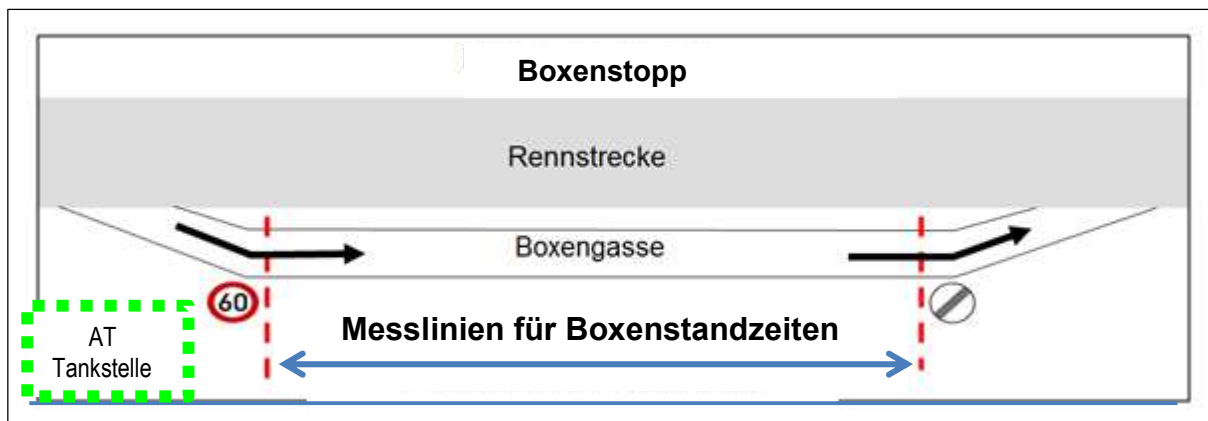 Boxenstopp
Rennstrecke
Boxengasse
60
Messlinien für Boxenstandzeiten
AT
Tankstelle